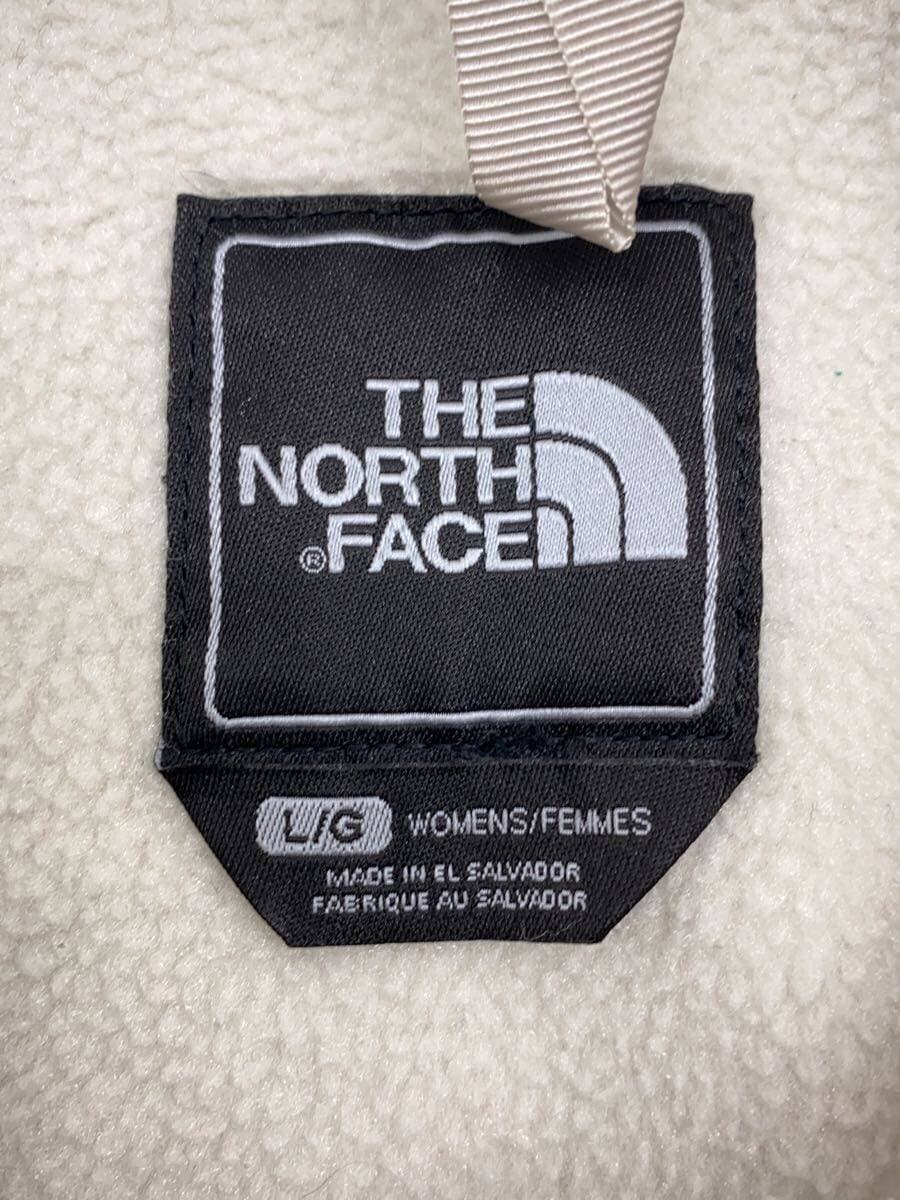 THE
NORTH
®FACE
L/G WOMENS/FEMMES
MADE IN EL SALVADOR
FABRIQUE AU SALVADOR